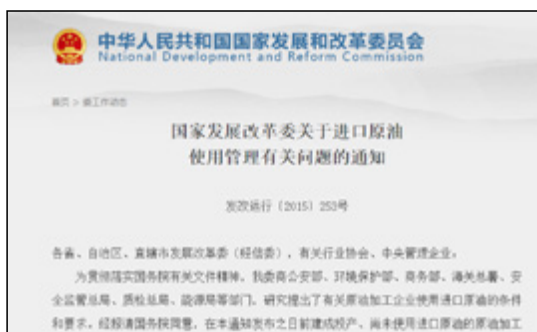 中华人民共和国国家发展和改革委员会
National Development and Reform Commission
首页 > 委工作动态
国家发展改革委关于进口原油
使用管理有关问题的通知
发改运行〔2015〕253号
各省、自治区、直辖市发展改革委（经信委），有关行业协会、中央管理企业：
为贯彻落实国务院有关文件精神，我委商公安部、环境保护部、商务部、海关总署、安
全监管总局、质检总局、能源局等部门，研究提出了有关原油加工企业使用进口原油的条件
和要求。经报请国务院同意，在本通知发布之日前建成投产、尚未使用进口原油的原油加工